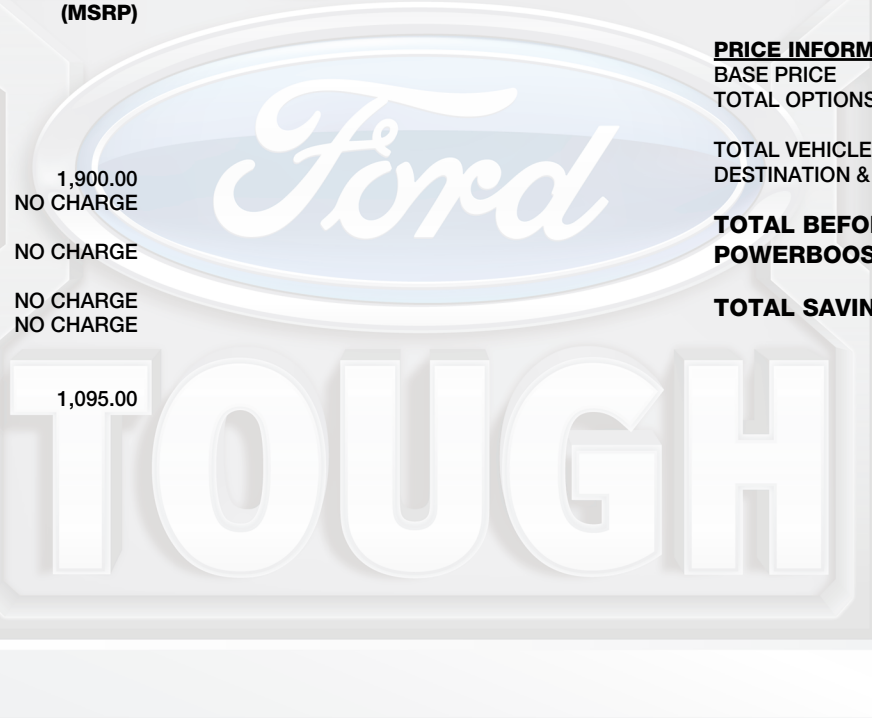 (MSRP)
1,900.00
NO CHARGE
NO CHARGE
NO CHARGE
NO CHARGE
1,095.00
Ford
TOUGH
PRICE INFORM
BASE PRICE
TOTAL OPTIONS
TOTAL VEHICLE
DESTINATION &
TOTAL BEFO
POWERBOOS
TOTAL SAVIN